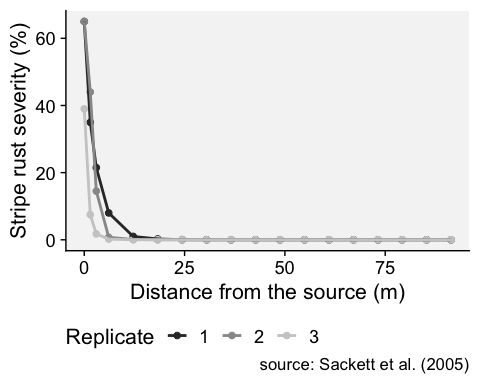 Stripe rust severity (%)
60
40
20
0
0 25 50 75
Distance from the source (m)
Replicate 1 2 3
source: Sackett et al. (2005)